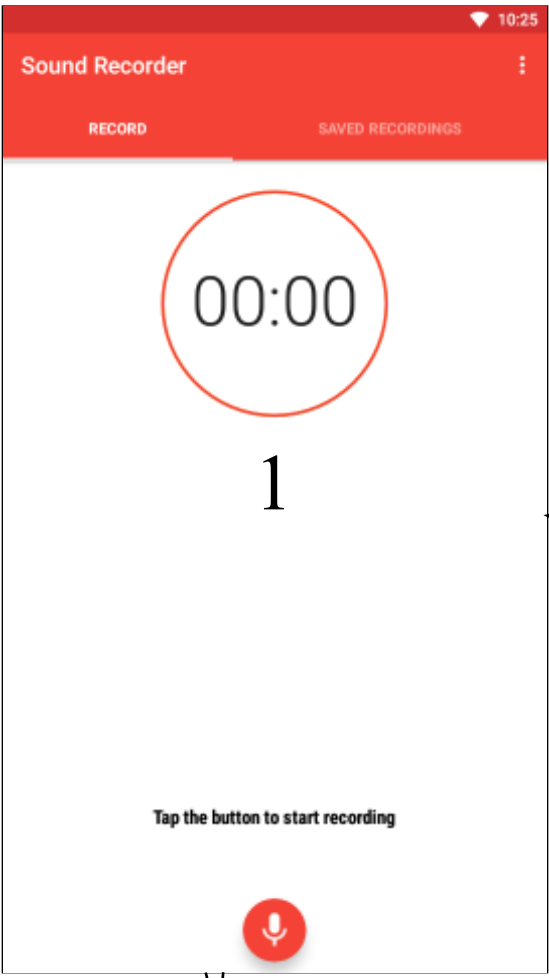 10:25
Sound Recorder
RECORD SAVED RECORDINGS
00:00
1
Tap the button to start recording